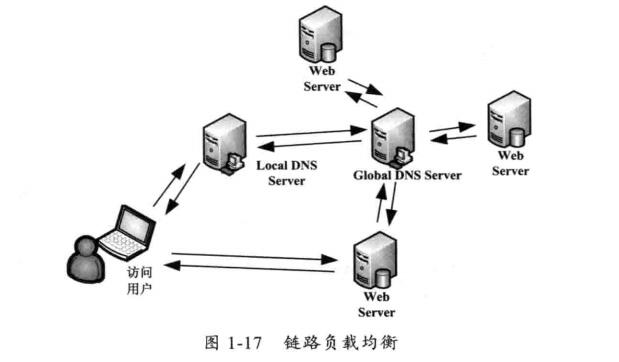 Web
Server
Local DNS
Server
Global DNS Server
Web
Server
访问
用户
Web
Server
图 1-17 链路负载均衡